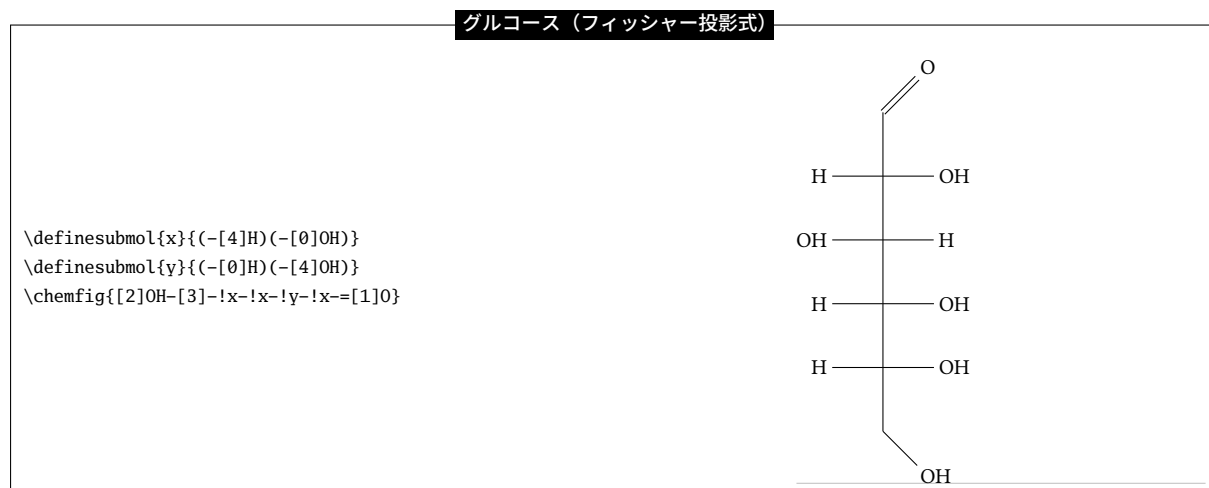 グルコース（フィッシャー投影式）
\definesubmol{x}{(-[4]H)(-[0]OH)}
\definesubmol{y}{(-[0]H)(-[4]OH)}
\chemfig{[2]OH-[3]-!x-!x-!y-!x-=[1]O}
O
H OH
OH H
H OH
H OH
OH